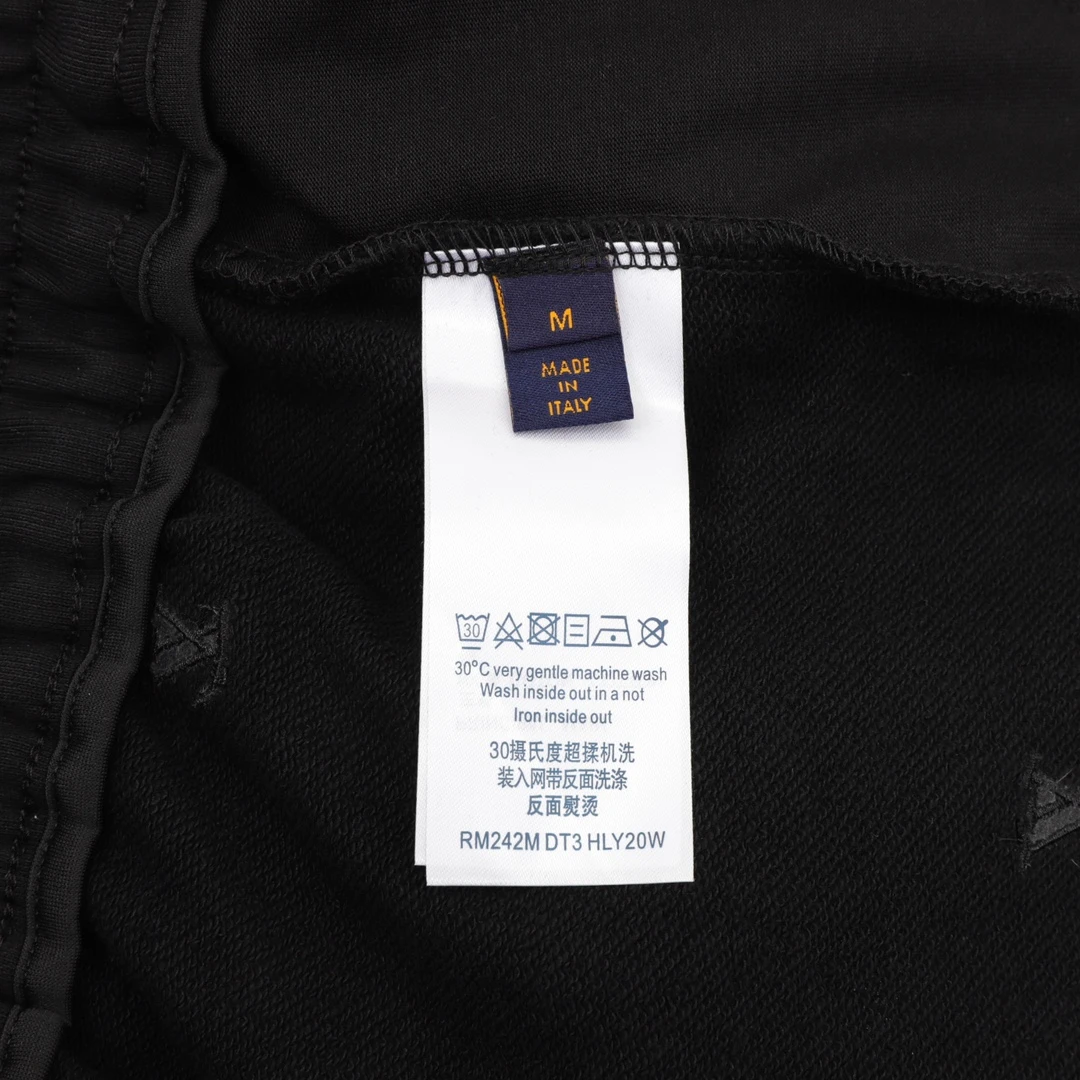 M
MADE
IN
ITALY
30
30°C very gentle machine wash
Wash inside out in a not
Iron inside out
30摄氏度超揉机洗
装入网带反面洗涤
反面熨烫
RM242M DT3 HLY20W